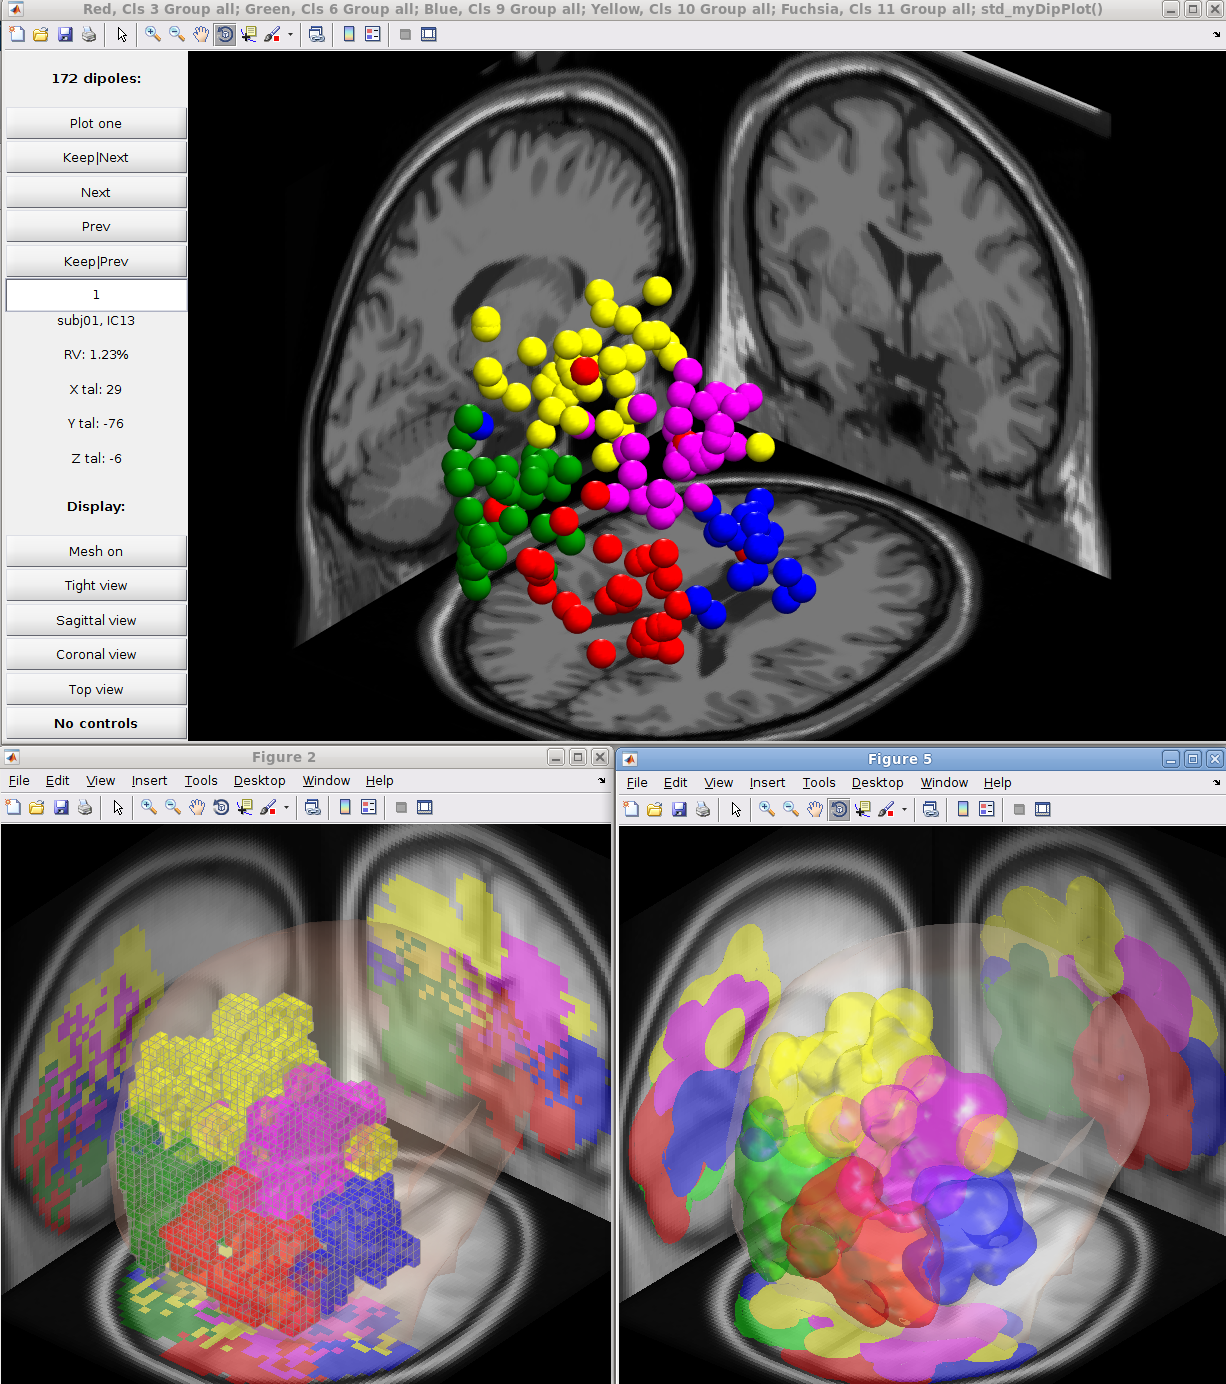 Red, Cls 3 Group all; Green, Cls 6 Group all; Blue, Cls 9 Group all; Yellow, Cls 10 Group all; Fuchsia, Cls 11 Group all; std_myDipPlot()
172 dipoles:
Plot one
Keep|Next
Next
Prev
Keep|Prev
1
subj01, IC13
RV: 1.23%
X tal: 29
Y tal: -76
Z tal: -6
Display:
Mesh on
Tight view
Sagittal view
Coronal view
Top view
No controls
Figure 2
File Edit View Insert Tools Desktop Window Help
Figure 5
File Edit View Insert Tools Desktop Window Help